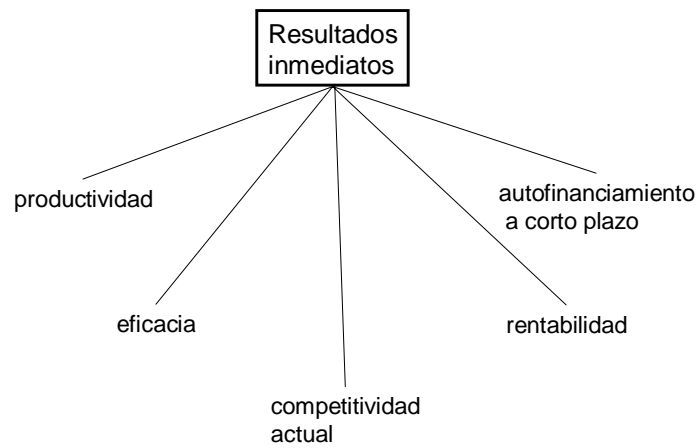 Resultados
inmediatos
productividad
autofinanciamiento
a corto plazo
eficacia
rentabilidad
competitividad
actual